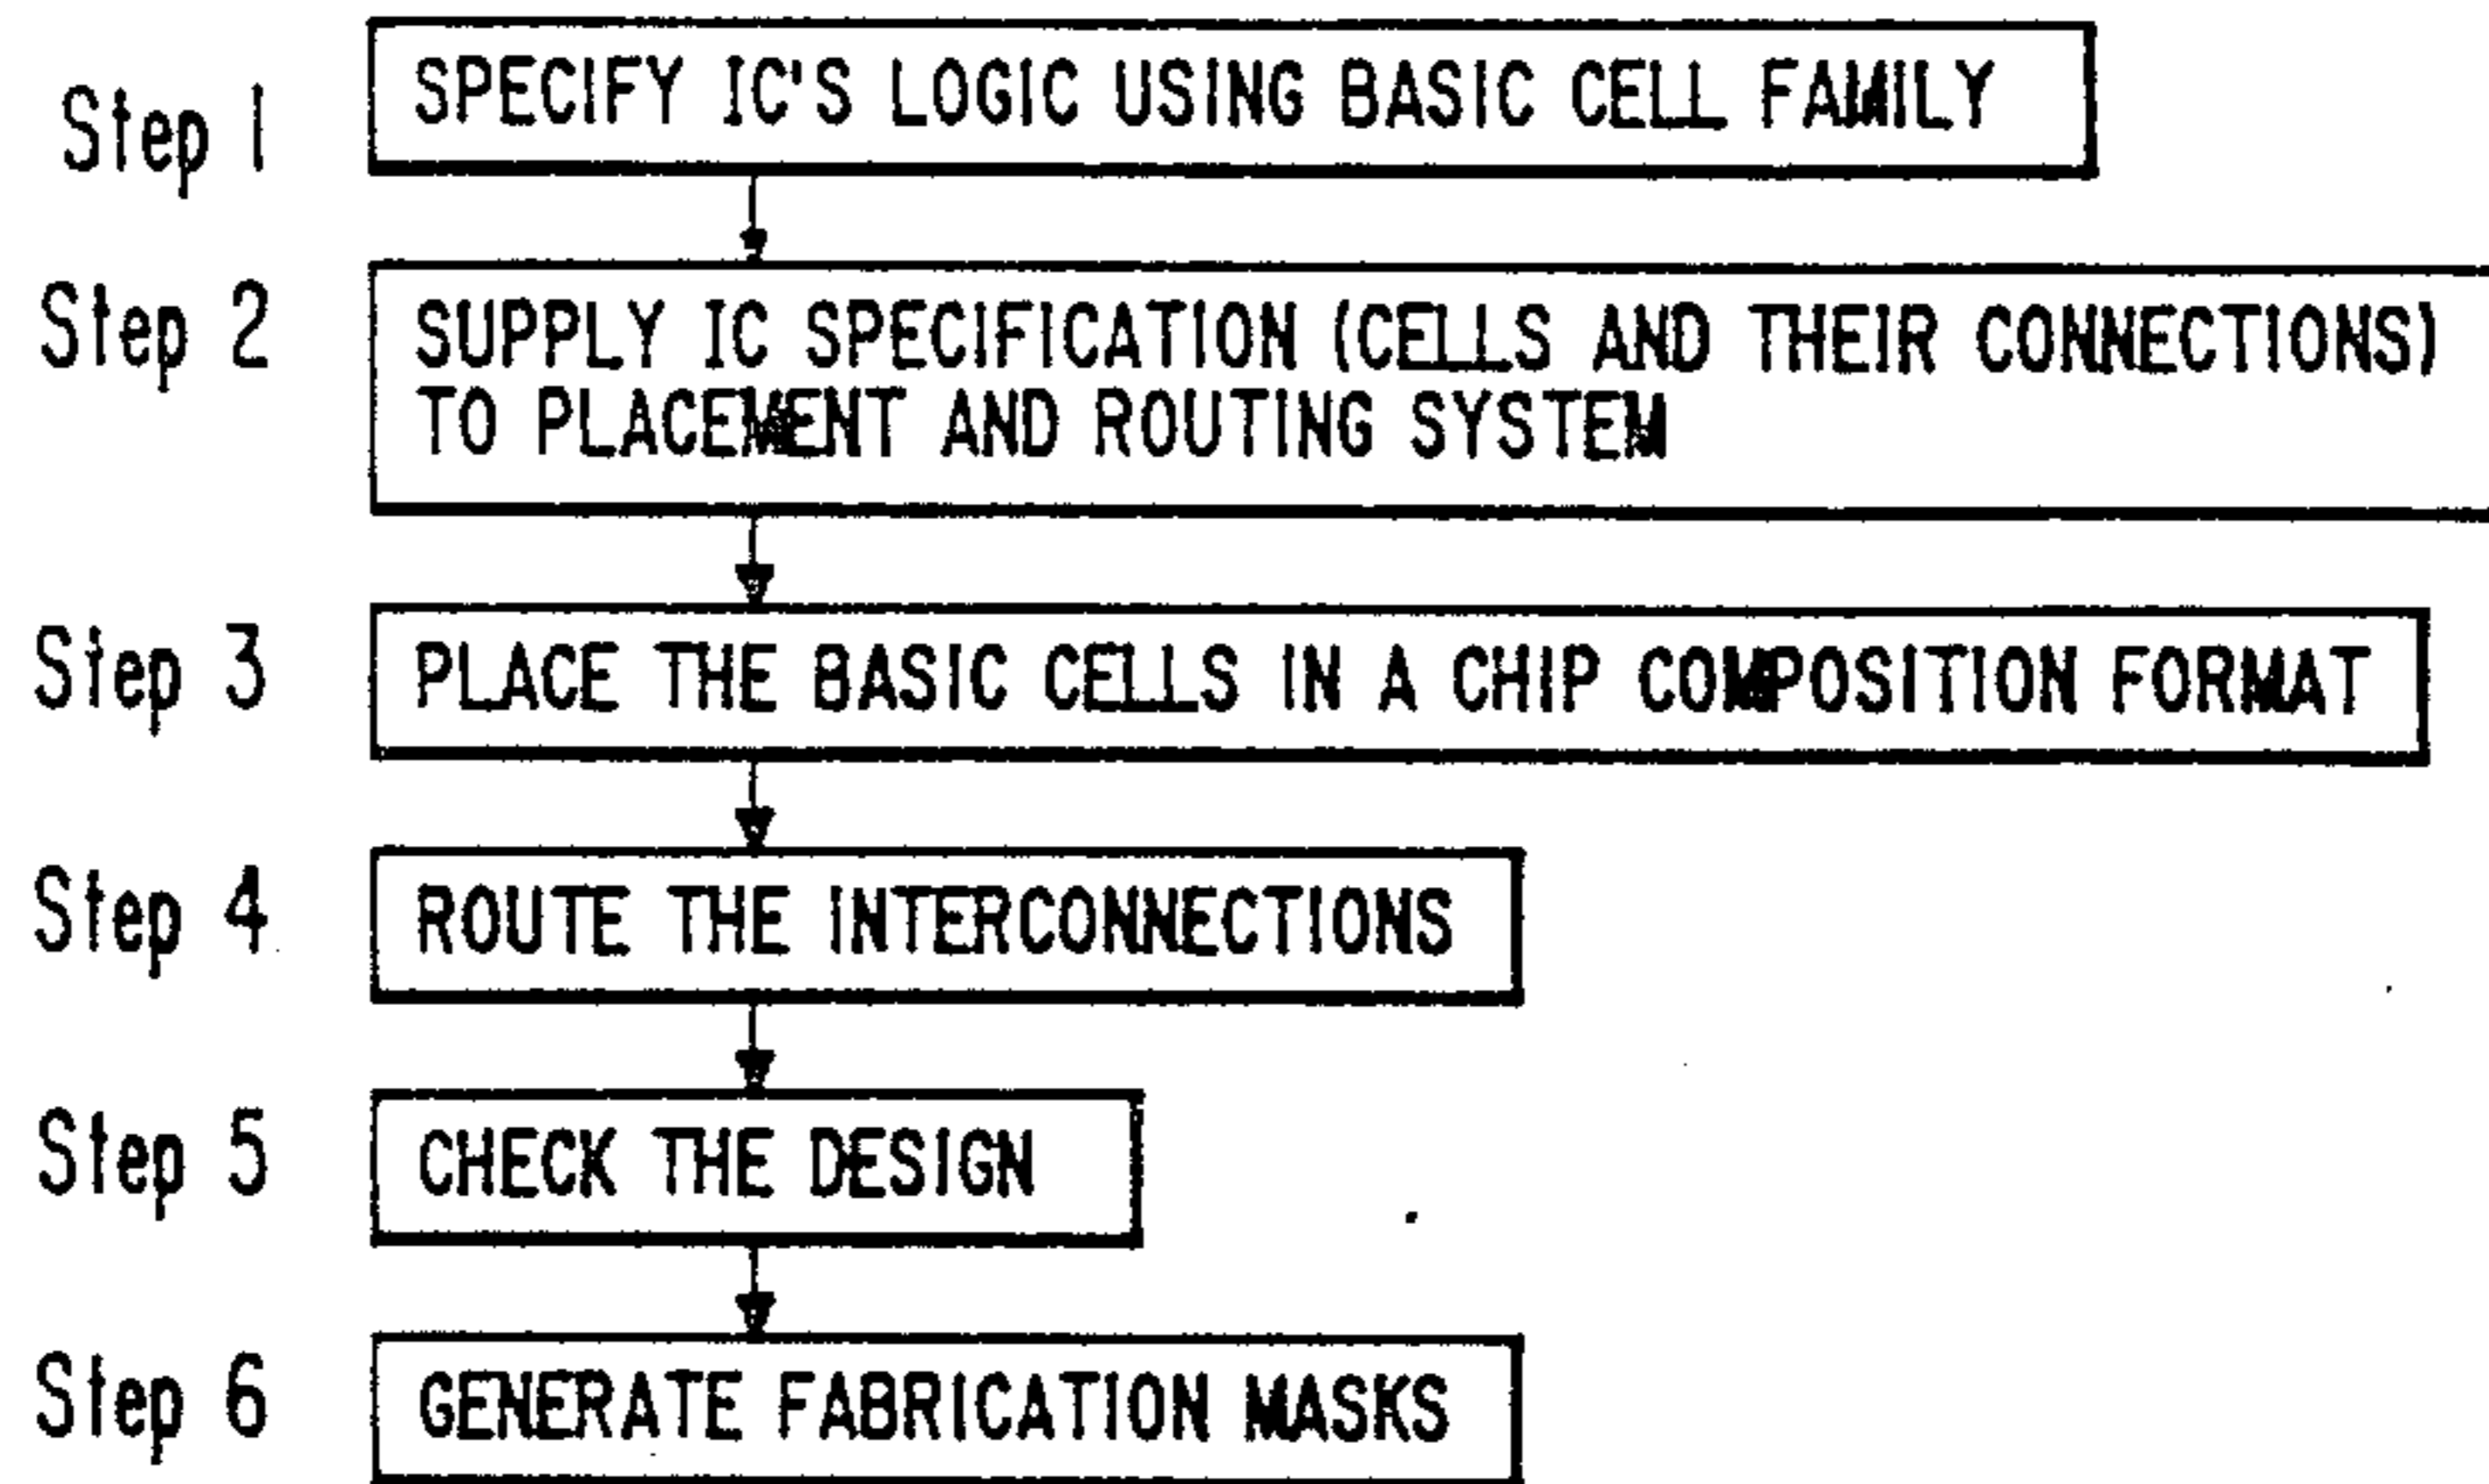 Step 1 SPECIFY IC'S LOGIC USING BASIC CELL FAMILY
Step 2 SUPPLY IC SPECIFICATION (CELLS AND THEIR CONNECTIONS)
TO PLACEMENT AND ROUTING SYSTEM
Step 3 PLACE THE BASIC CELLS IN A CHIP COMPOSITION FORMAT
Step 4 ROUTE THE INTERCONNECTIONS
Step 5 CHECK THE DESIGN
Step 6 GENERATE FABRICATION MASKS